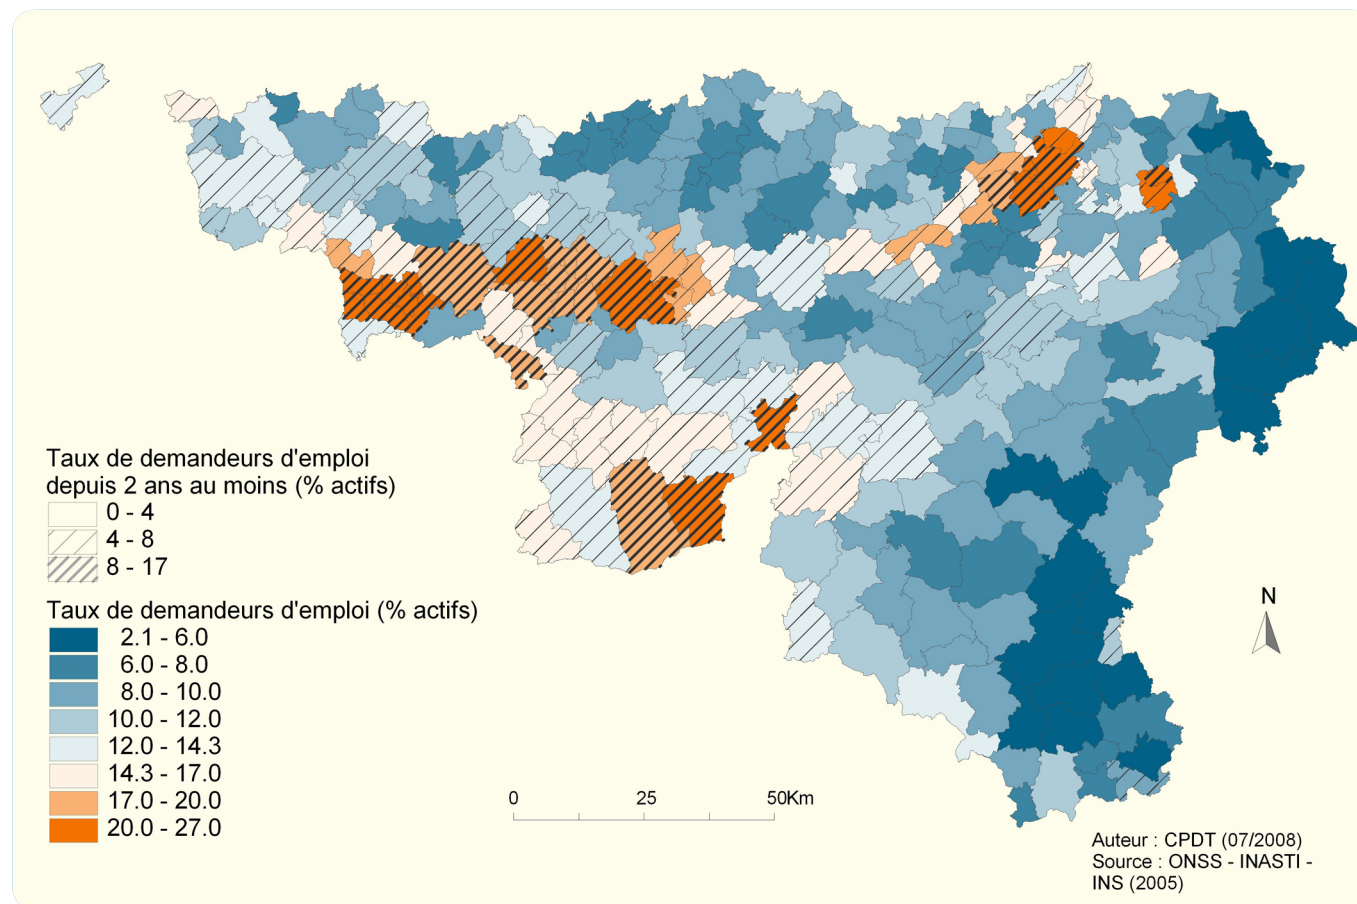 Taux de demandeurs d'emploi
depuis 2 ans au moins (% actifs)
0 - 4
4 - 8
8 - 17
Taux de demandeurs d'emploi (% actifs)
2.1 - 6.0
6.0 - 8.0
8.0 - 10.0
10.0 - 12.0
12.0 - 14.3
14.3 - 17.0
17.0 - 20.0
20.0 - 27.0
0 25 50Km
N
Auteur : CPDT (07/2008)
Source : ONSS - INASTI -
INS (2005)